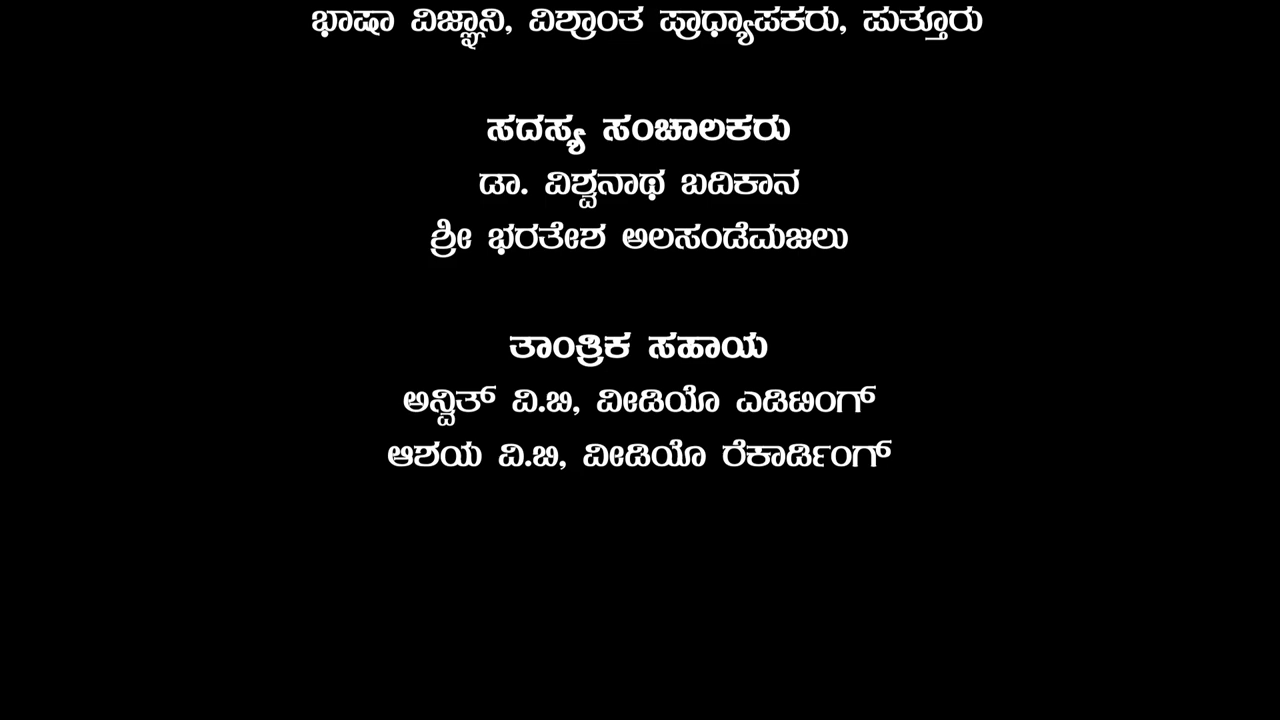 ಭಾಷಾ ವಿಜ್ಞಾನಿ, ವಿಶ್ರಾಂತ ಪ್ರಾಧ್ಯಾಪಕರು, ಪುತ್ತೂರು
ಸದಸ್ಯ ಸಂಚಾಲಕರು
ಡಾ. ವಿಶ್ವನಾಥ ಬದಿಕಾನ
ಶ್ರೀ ಭರತೇಶ ಅಲಸಂಡೆಮಜಲು
ತಾಂತ್ರಿಕ ಸಹಾಯ
ಅನ್ವಿತ್ ವಿ.ಬಿ, ವೀಡಿಯೊ ಎಡಿಟಿಂಗ್
ಆಶಯ ವಿ.ಬಿ, ವೀಡಿಯೊ ರೆಕಾರ್ಡಿಂಗ್